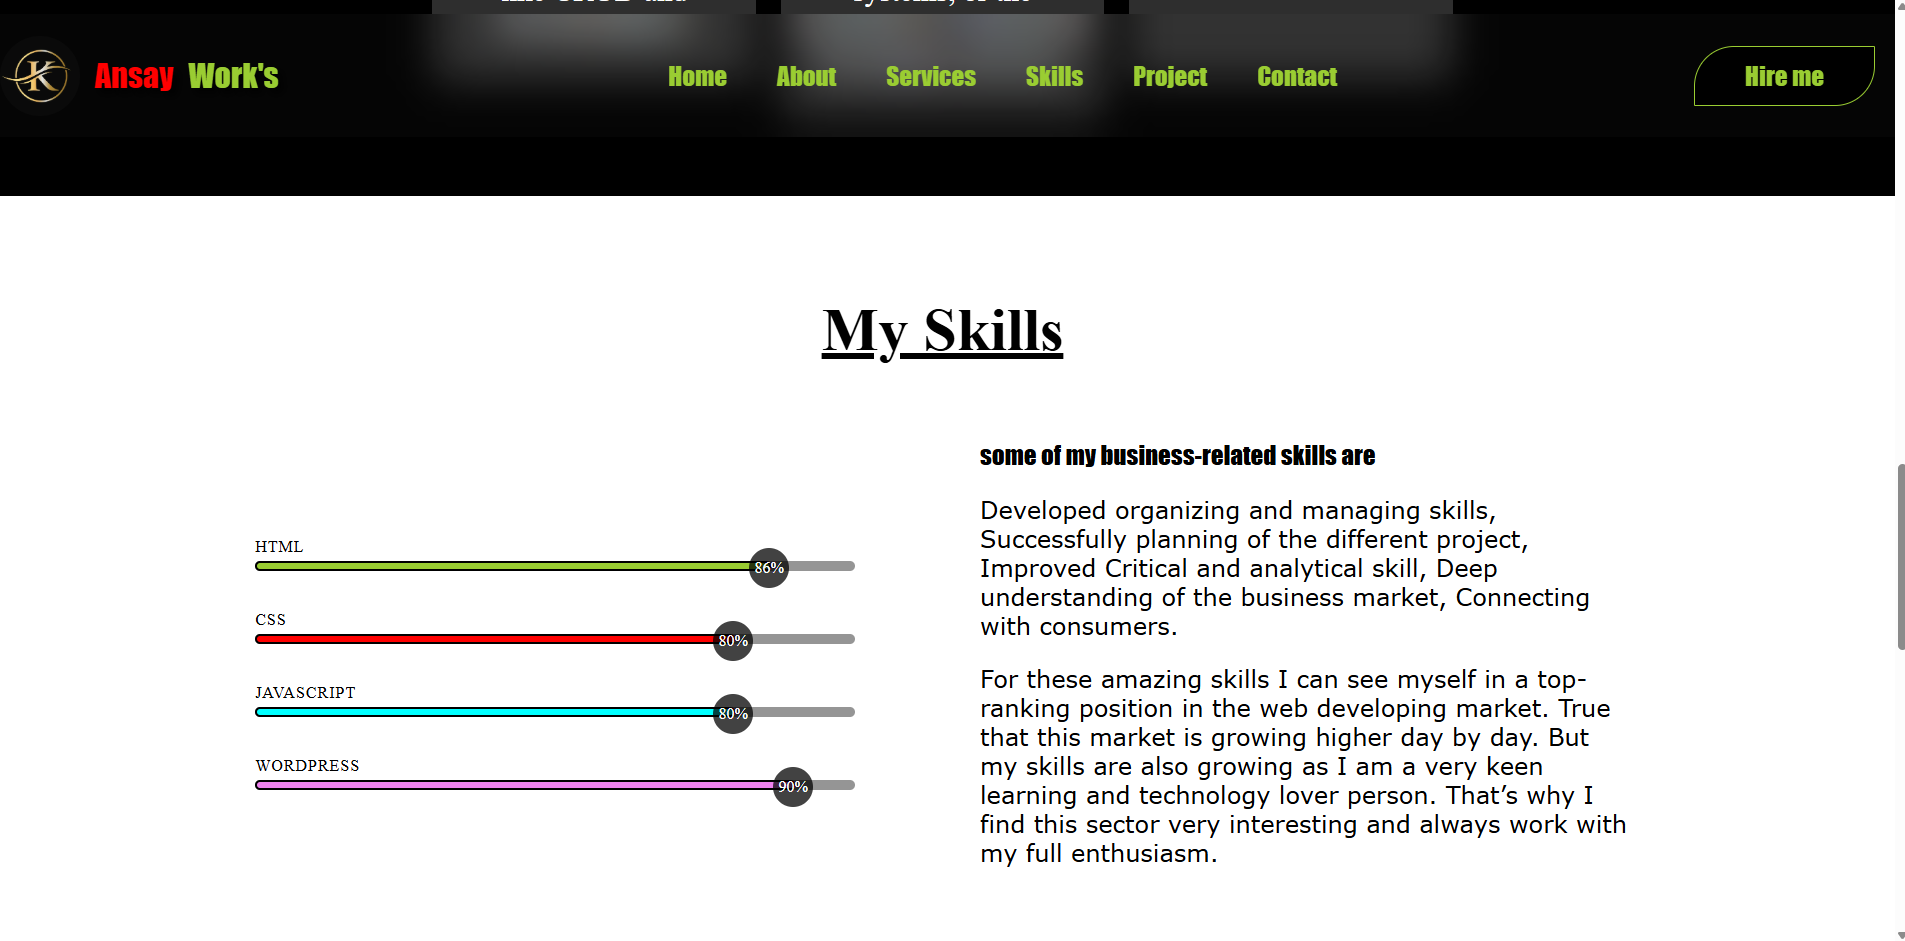 K
Ansay Work's
Home About Services Skills Project Contact
Hire me
My Skills
HTML
86%
CSS
80%
JAVASCRIPT
80%
WORDPRESS
90%
some of my business-related skills are
Developed organizing and managing skills,
Successfully planning of the different project,
Improved Critical and analytical skill, Deep
understanding of the business market, Connecting
with consumers.
For these amazing skills I can see myself in a top-
ranking position in the web developing market. True
that this market is growing higher day by day. But
my skills are also growing as I am a very keen
learning and technology lover person. That’s why I
find this sector very interesting and always work with
my full enthusiasm.